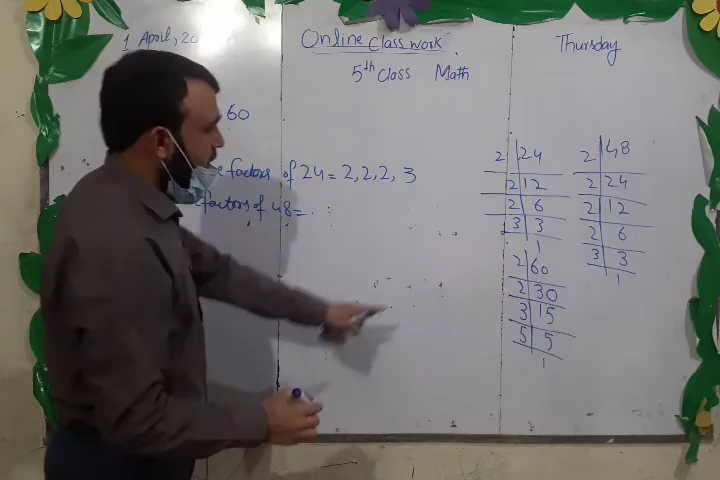 1 April, 20
Online Class work.
Thursday
5th Class Math
60
factors of 24 = 2, 2, 2, 3
factors of 48 =
2 24
2 12
2 6
3 3
1
2 60
2 30
3 15
5 5
1
2 48
2 24
2 12
2 6
3 3
1